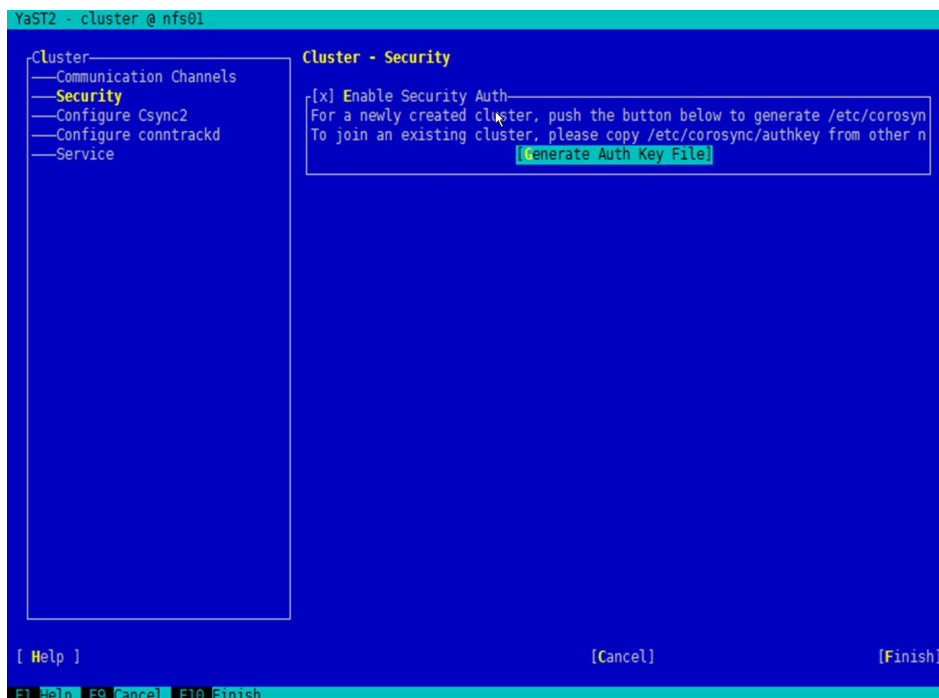 YaST2 - cluster @ nfs01
Cluster
Communication Channels
Security
Configure Csync2
Configure conntrackd
Service
Cluster - Security
[x] Enable Security Auth
For a newly created cluster, push the button below to generate /etc/corosyn
To join an existing cluster, please copy /etc/corosync/authkey from other n
[Generate Auth Key File]
[ Help ] [Cancel] [Finish]
F1 Help F9 Cancel F10 Finish